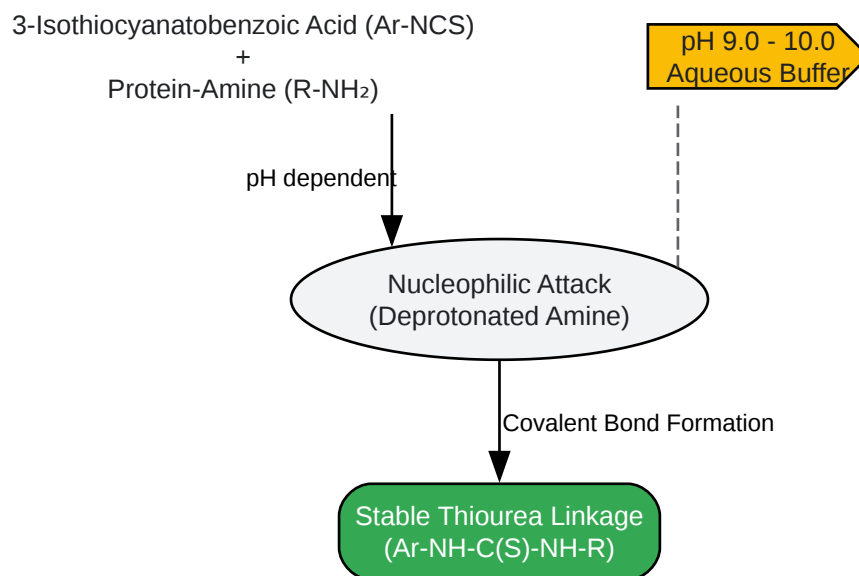 3-Isothiocyanatobenzoic Acid (Ar-NCS)
+
Protein-Amine (R-NH₂)
pH 9.0 - 10.0
Aqueous Buffer
pH dependent
Nucleophilic Attack
(Deprotonated Amine)
Covalent Bond Formation
Stable Thiourea Linkage
(Ar-NH-C(S)-NH-R)